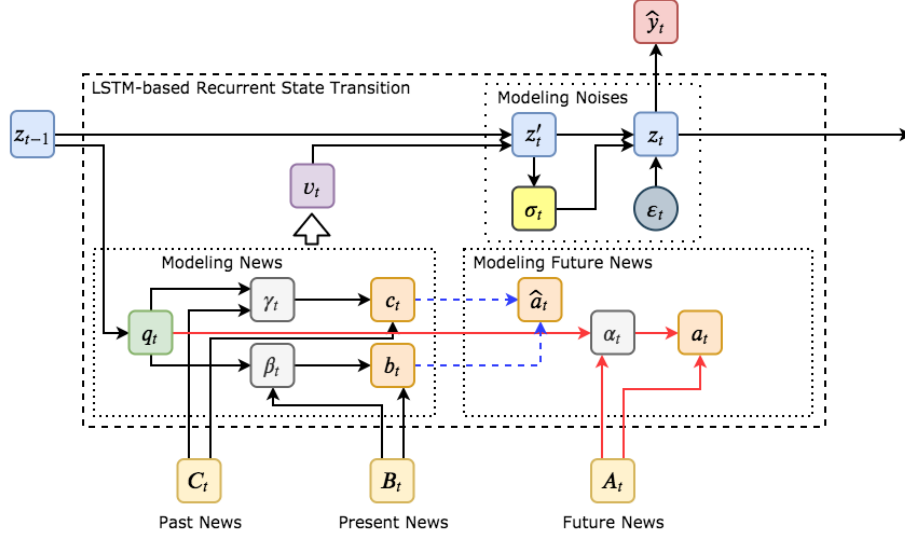 ŷₜ
LSTM-based Recurrent State Transition
Modeling Noises
zₜ₋₁
z′ₜ
zₜ
vₜ
σₜ
εₜ
Modeling News
Modeling Future News
γₜ
cₜ
âₜ
qₜ
αₜ
aₜ
βₜ
bₜ
Cₜ
Bₜ
Aₜ
Past News
Present News
Future News